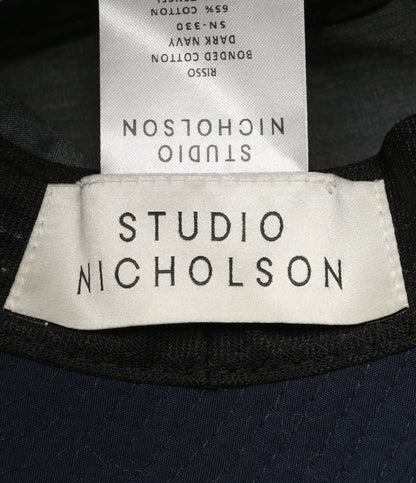 STUDIO
NICHOLSON
STUDIO
NICHOLSON
RISSO
BONDED COTTON
DARK NAVY
SN-330
65% COTTON